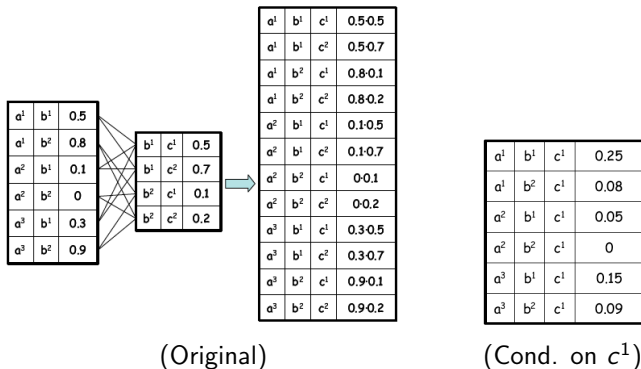 a¹ b¹ 0.5
a¹ b² 0.8
a² b¹ 0.1
a² b² 0
a³ b¹ 0.3
a³ b² 0.9
b¹ c¹ 0.5
b¹ c² 0.7
b² c¹ 0.1
b² c² 0.2
a¹ b¹ c¹ 0.5·0.5
a¹ b¹ c² 0.5·0.7
a¹ b² c¹ 0.8·0.1
a¹ b² c² 0.8·0.2
a² b¹ c¹ 0.1·0.5
a² b¹ c² 0.1·0.7
a² b² c¹ 0·0.1
a² b² c² 0·0.2
a³ b¹ c¹ 0.3·0.5
a³ b¹ c² 0.3·0.7
a³ b² c¹ 0.9·0.1
a³ b² c² 0.9·0.2
(Original)
a¹ b¹ c¹ 0.25
a¹ b² c¹ 0.08
a² b¹ c¹ 0.05
a² b² c¹ 0
a³ b¹ c¹ 0.15
a³ b² c¹ 0.09
(Cond. on c¹)